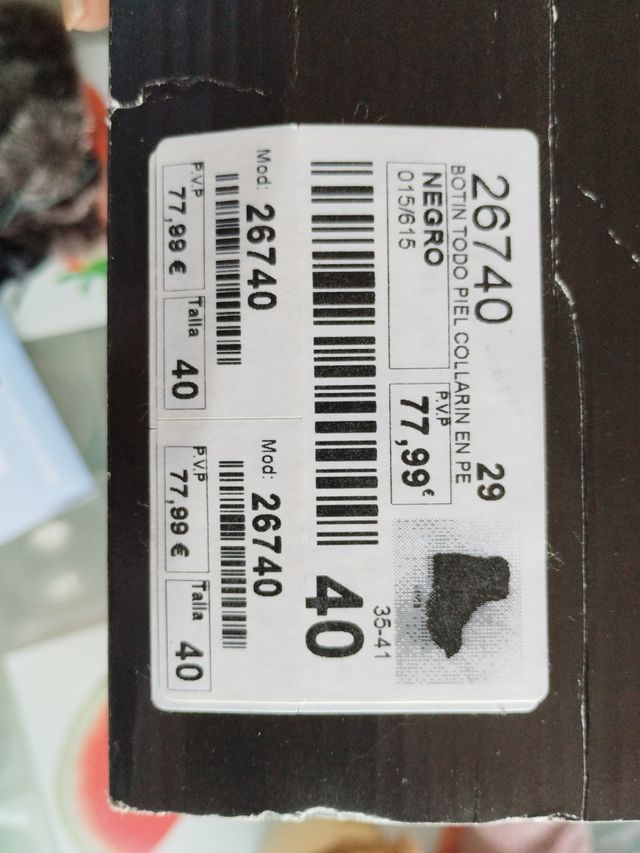 26740 29
BOTIN TODO PIEL COLLARIN EN PE
NEGRO
015/615
P.V.P
77,99€
35-41
40
Mod: 26740
P.V.P
77,99 €
Talla
40
Mod: 26740
P.V.P
77,99 €
Talla
40